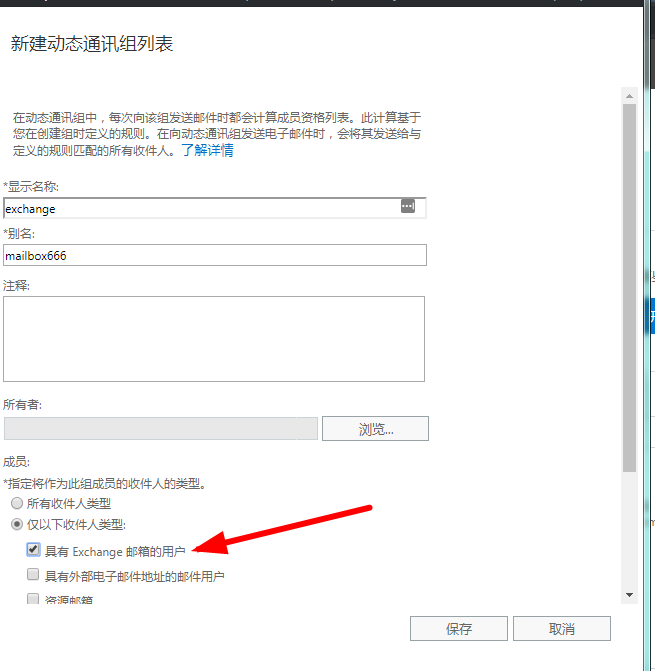 新建动态通讯组列表
在动态通讯组中，每次向该组发送邮件时都会计算成员资格列表。此计算基于
您在创建组时定义的规则。在向动态通讯组发送电子邮件时，会将其发送给与
定义的规则匹配的所有收件人。了解详情
*显示名称:
exchange
*别名:
mailbox666
注释:
所有者:
浏览...
成员:
*指定将作为此组成员的收件人的类型。
所有收件人类型
仅以下收件人类型:
具有 Exchange 邮箱的用户
具有外部电子邮件地址的邮件用户
资源邮箱
保存
取消